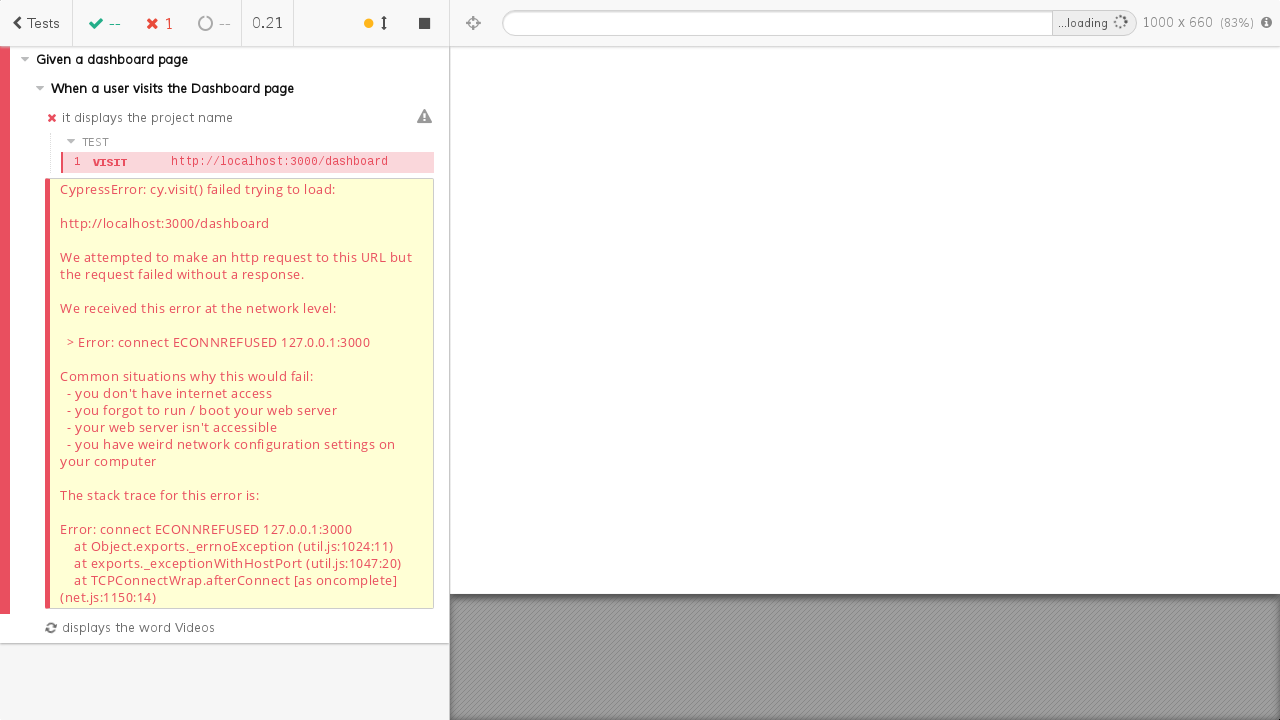 Tests -- 1 -- 0.21 ...loading 1000 x 660 (83%)
Given a dashboard page
When a user visits the Dashboard page
it displays the project name
TEST
1 VISIT http://localhost:3000/dashboard
CypressError: cy.visit() failed trying to load:
http://localhost:3000/dashboard
We attempted to make an http request to this URL but
the request failed without a response.
We received this error at the network level:
> Error: connect ECONNREFUSED 127.0.0.1:3000
Common situations why this would fail:
- you don't have internet access
- you forgot to run / boot your web server
- your web server isn't accessible
- you have weird network configuration settings on
your computer
The stack trace for this error is:
Error: connect ECONNREFUSED 127.0.0.1:3000
at Object.exports._errnoException (util.js:1024:11)
at exports._exceptionWithHostPort (util.js:1047:20)
at TCPConnectWrap.afterConnect [as oncomplete]
(net.js:1150:14)
displays the word Videos